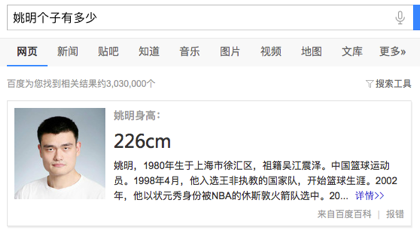 姚明个子有多少
网页 新闻 贴吧 知道 音乐 图片 视频 地图 文库 更多»
百度为您找到相关结果约3,030,000个 搜索工具
姚明身高:
226cm
姚明，1980年生于上海市徐汇区，祖籍吴江震泽。中国篮球运动
员。1998年4月，他入选王非执教的国家队，开始篮球生涯。2002
年，他以状元秀身份被NBA的休斯敦火箭队选中。20... 详情>>
来自百度百科 | 报错